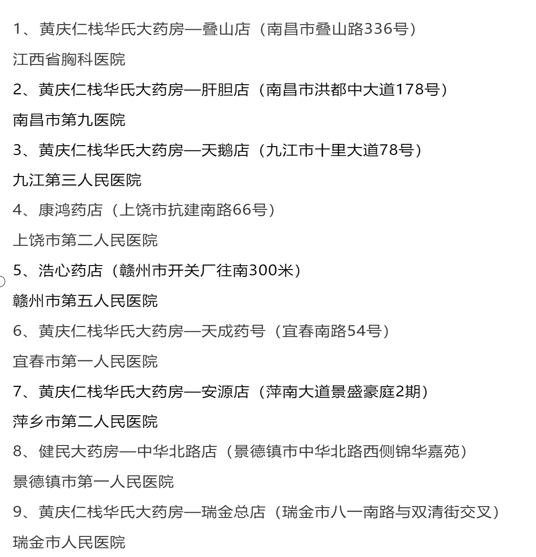 1、黄庆仁栈华氏大药房—叠山店（南昌市叠山路336号）
江西省胸科医院
2、黄庆仁栈华氏大药房—肝胆店（南昌市洪都中大道178号）
南昌市第九医院
3、黄庆仁栈华氏大药房—天鹅店（九江市十里大道78号）
九江第三人民医院
4、康鸿药店（上饶市抗建南路66号）
上饶市第二人民医院
5、浩心药店（赣州市开关厂往南300米）
赣州市第五人民医院
6、黄庆仁栈华氏大药房—天成药号（宜春南路54号）
宜春市第一人民医院
7、黄庆仁栈华氏大药房—安源店（萍南大道景盛豪庭2期）
萍乡市第二人民医院
8、健民大药房—中华北路店（景德镇市中华北路西侧锦华嘉苑）
景德镇市第一人民医院
9、黄庆仁栈华氏大药房—瑞金总店（瑞金市八一南路与双清街交叉）
瑞金市人民医院